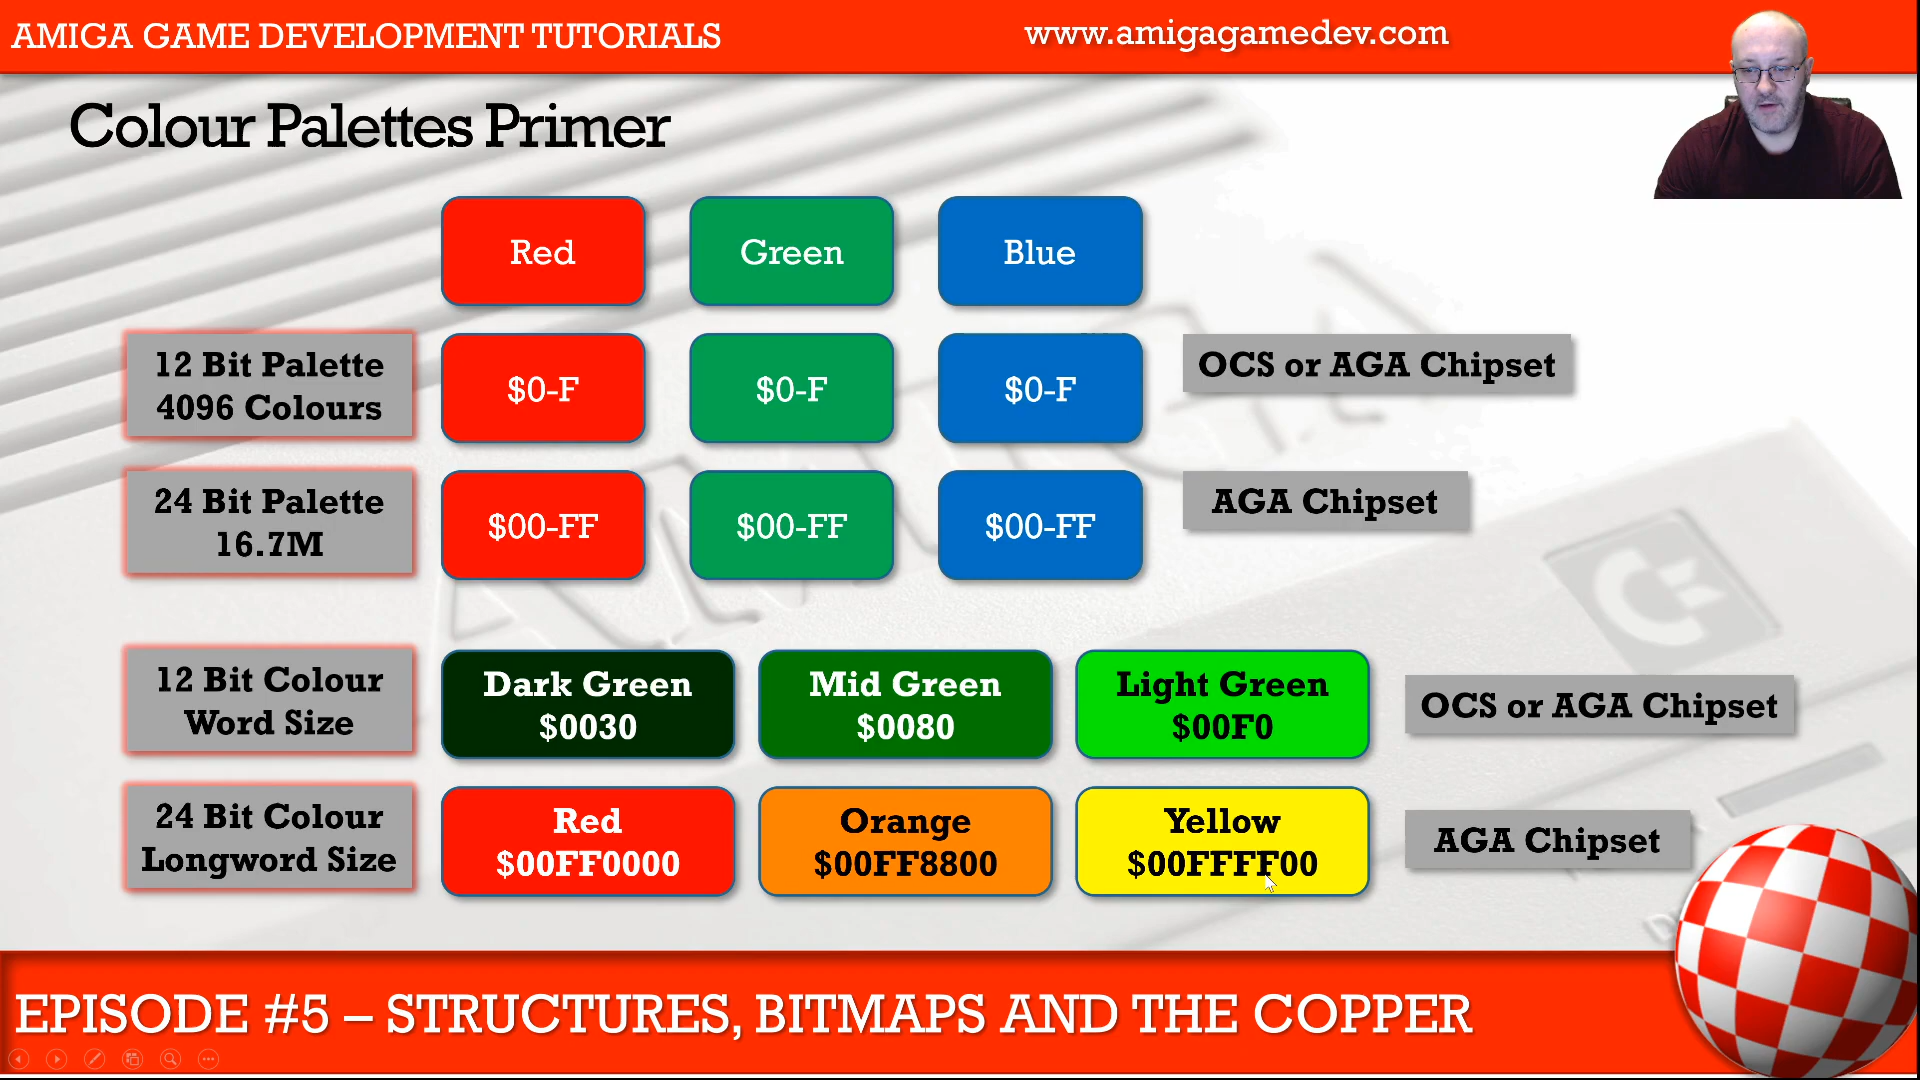 AMIGA GAME DEVELOPMENT TUTORIALS
www.amigagamedev.com
Colour Palettes Primer
Red
Green
Blue
12 Bit Palette
4096 Colours
$0-F
$0-F
$0-F
OCS or AGA Chipset
24 Bit Palette
16.7M
$00-FF
$00-FF
$00-FF
AGA Chipset
12 Bit Colour
Word Size
Dark Green
$0030
Mid Green
$0080
Light Green
$00F0
OCS or AGA Chipset
24 Bit Colour
Longword Size
Red
$00FF0000
Orange
$00FF8800
Yellow
$00FFFF00
AGA Chipset
AMIGA
EPISODE #5 – STRUCTURES, BITMAPS AND THE COPPER